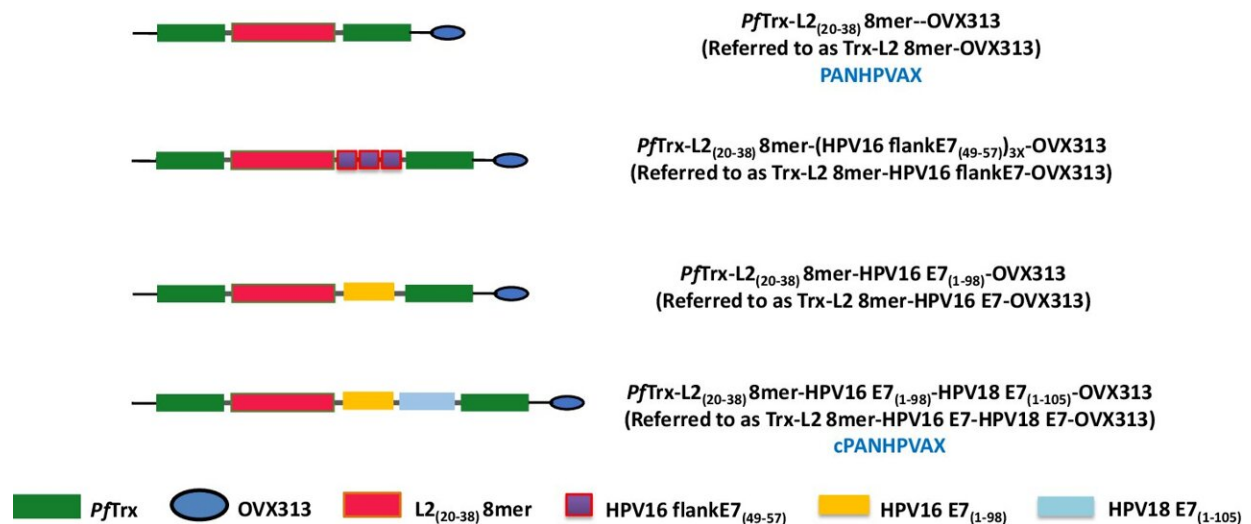 PfTrx-L2(20-38) 8mer--OVX313
(Referred to as Trx-L2 8mer-OVX313)
PANHPVAX
PfTrx-L2(20-38) 8mer-(HPV16 flankE7(49-57))3X-OVX313
(Referred to as Trx-L2 8mer-HPV16 flankE7-OVX313)
PfTrx-L2(20-38) 8mer-HPV16 E7(1-98)-OVX313
(Referred to as Trx-L2 8mer-HPV16 E7-OVX313)
PfTrx-L2(20-38) 8mer-HPV16 E7(1-98)-HPV18 E7(1-105)-OVX313
(Referred to as Trx-L2 8mer-HPV16 E7-HPV18 E7-OVX313)
cPANHPVAX
PfTrx OVX313 L2(20-38) 8mer HPV16 flankE7(49-57) HPV16 E7(1-98) HPV18 E7(1-105)